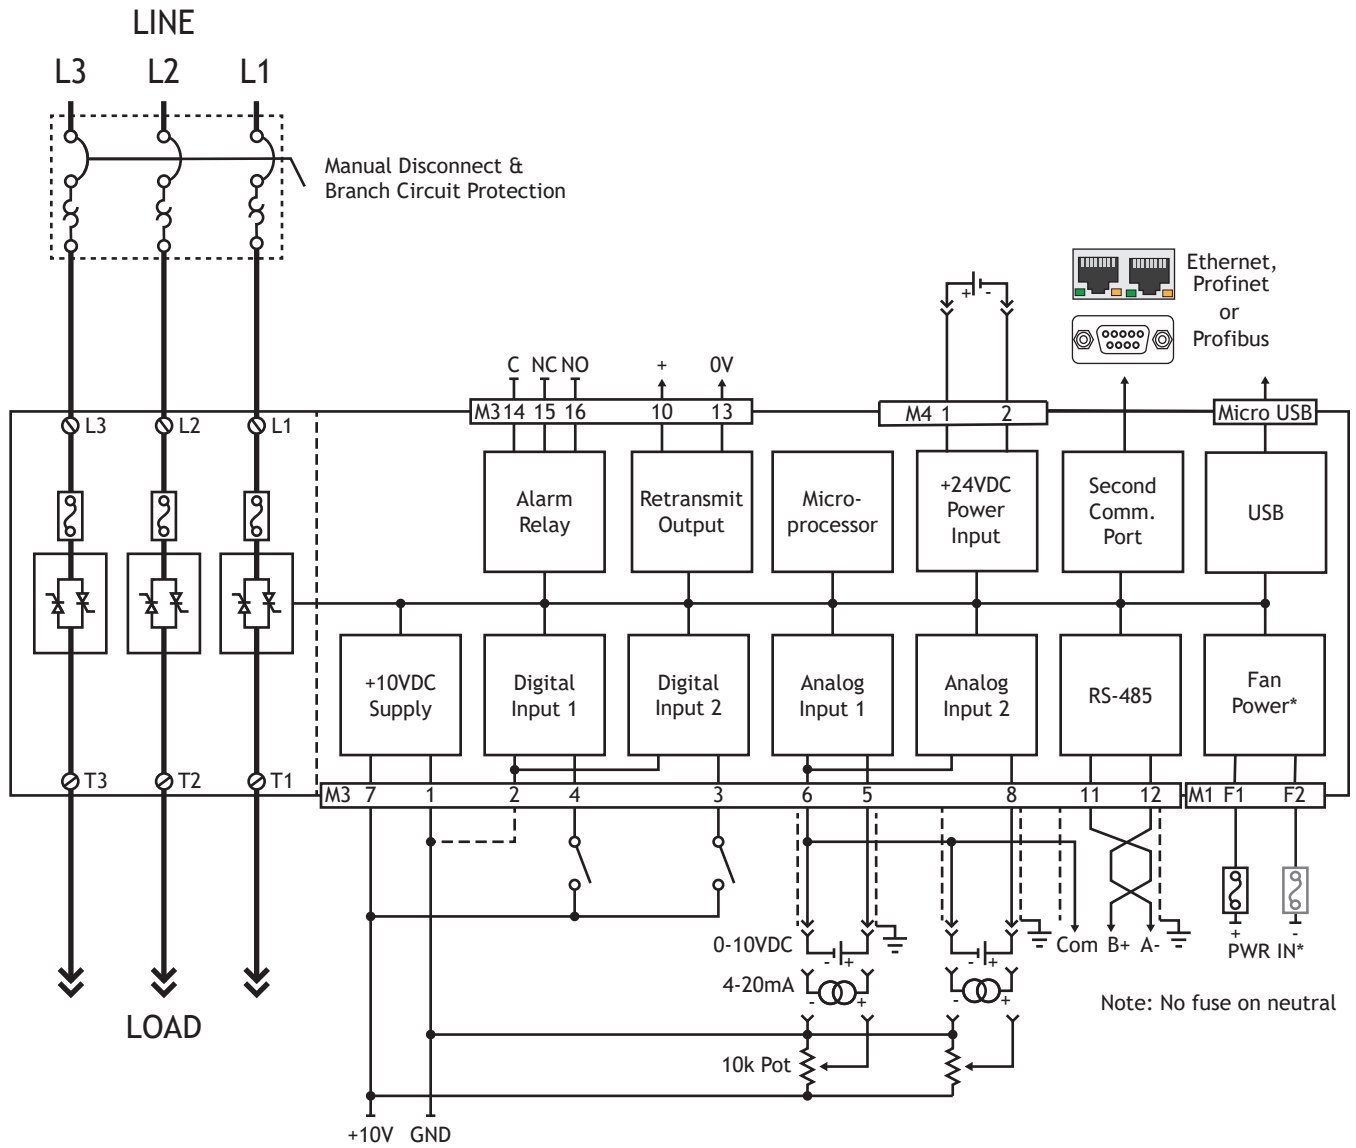 LINE
L3 L2 L1
Manual Disconnect &
Branch Circuit Protection
Ethernet,
Profinet
or
Profibus
+ -
C NC NO + 0V
M3 14 15 16 10 13
M4 1 2
Micro USB
L3 L2 L1
Alarm
Relay
Retransmit
Output
Micro-
processor
+24VDC
Power
Input
Second
Comm.
Port
USB
+10VDC
Supply
Digital
Input 1
Digital
Input 2
Analog
Input 1
Analog
Input 2
RS-485
Fan
Power*
T3 T2 T1
M3 7 1 2 4 3 6 5 8 11 12
M1 F1 F2
0-10VDC
- +
- +
Com B+ A-
+ -
PWR IN*
4-20mA
- +
- +
Note: No fuse on neutral
LOAD
10k Pot
+10V GND